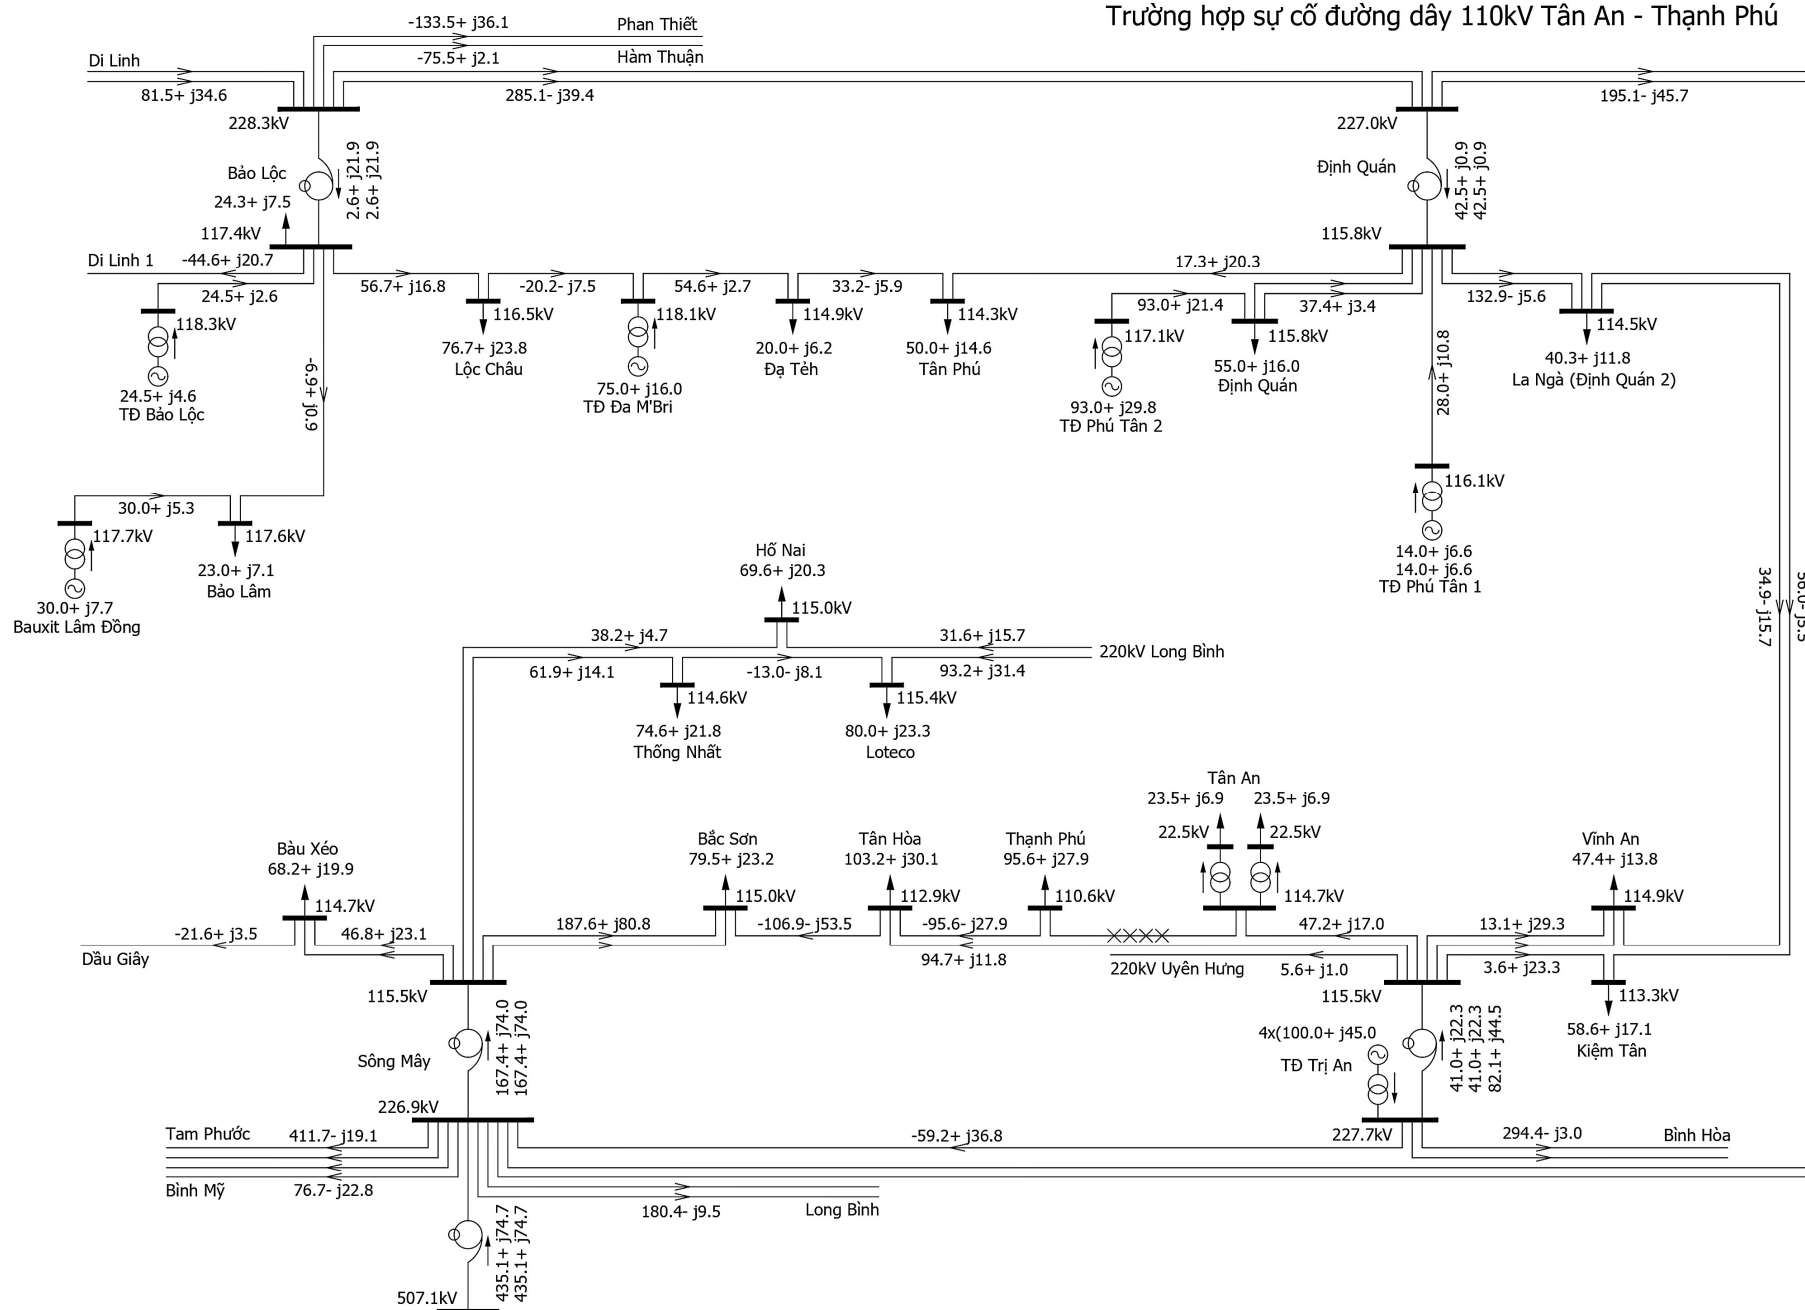 Trường hợp sự cố đường dây 110kV Tân An - Thạnh Phú
-133.5+ j36.1
Phan Thiết
-75.5+ j2.1
Hàm Thuận
Di Linh
81.5+ j34.6
285.1- j39.4
195.1- j45.7
228.3kV
227.0kV
Bảo Lộc
2.6+ j21.9
2.6+ j21.9
Định Quán
42.5+ j0.9
42.5+ j0.9
24.3+ j7.5
117.4kV
115.8kV
Di Linh 1
-44.6+ j20.7
24.5+ j2.6
56.7+ j16.8
-20.2- j7.5
54.6+ j2.7
33.2- j5.9
17.3+ j20.3
93.0+ j21.4
37.4+ j3.4
132.9- j5.6
118.3kV
116.5kV
118.1kV
114.9kV
114.3kV
117.1kV
115.8kV
114.5kV
76.7+ j23.8
Lộc Châu
20.0+ j6.2
Đạ Tẻh
50.0+ j14.6
Tân Phú
55.0+ j16.0
Định Quán
40.3+ j11.8
La Ngà (Định Quán 2)
24.5+ j4.6
TĐ Bảo Lộc
75.0+ j16.0
TĐ Đa M'Bri
93.0+ j29.8
TĐ Phú Tân 2
-6.9+ j0.9
28.0+ j10.8
116.1kV
14.0+ j6.6
14.0+ j6.6
TĐ Phú Tân 1
30.0+ j5.3
117.7kV
117.6kV
23.0+ j7.1
Bảo Lâm
30.0+ j7.7
Bauxit Lâm Đồng
34.9- j15.7
Hố Nai
69.6+ j20.3
115.0kV
38.2+ j4.7
31.6+ j15.7
220kV Long Bình
61.9+ j14.1
-13.0- j8.1
93.2+ j31.4
114.6kV
115.4kV
74.6+ j21.8
Thống Nhất
80.0+ j23.3
Loteco
Tân An
23.5+ j6.9
23.5+ j6.9
22.5kV
22.5kV
114.7kV
Bàu Xéo
68.2+ j19.9
114.7kV
Bắc Sơn
79.5+ j23.2
115.0kV
Tân Hòa
103.2+ j30.1
112.9kV
Thạnh Phú
95.6+ j27.9
110.6kV
Vĩnh An
47.4+ j13.8
114.9kV
-21.6+ j3.5
Dầu Giây
46.8+ j23.1
187.6+ j80.8
-106.9- j53.5
-95.6- j27.9
94.7+ j11.8
47.2+ j17.0
220kV Uyên Hưng
5.6+ j1.0
13.1+ j29.3
3.6+ j23.3
115.5kV
115.5kV
113.3kV
58.6+ j17.1
Kiệm Tân
Sông Mây
167.4+ j74.0
167.4+ j74.0
4x(100.0+ j45.0
TĐ Trị An
41.0+ j22.3
41.0+ j22.3
82.1+ j44.5
226.9kV
227.7kV
Tam Phước
411.7- j19.1
-59.2+ j36.8
294.4- j3.0
Bình Hòa
Bình Mỹ
76.7- j22.8
180.4- j9.5
Long Bình
435.1+ j74.7
435.1+ j74.7
507.1kV